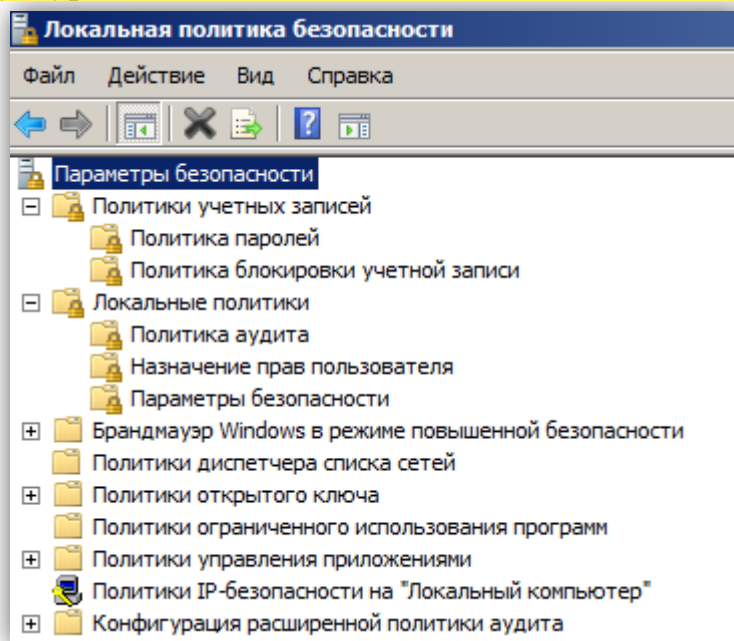 Локальная политика безопасности
Файл Действие Вид Справка
Параметры безопасности
Политики учетных записей
Политика паролей
Политика блокировки учетной записи
Локальные политики
Политика аудита
Назначение прав пользователя
Параметры безопасности
Брандмауэр Windows в режиме повышенной безопасности
Политики диспетчера списка сетей
Политики открытого ключа
Политики ограниченного использования программ
Политики управления приложениями
Политики IP-безопасности на "Локальный компьютер"
Конфигурация расширенной политики аудита